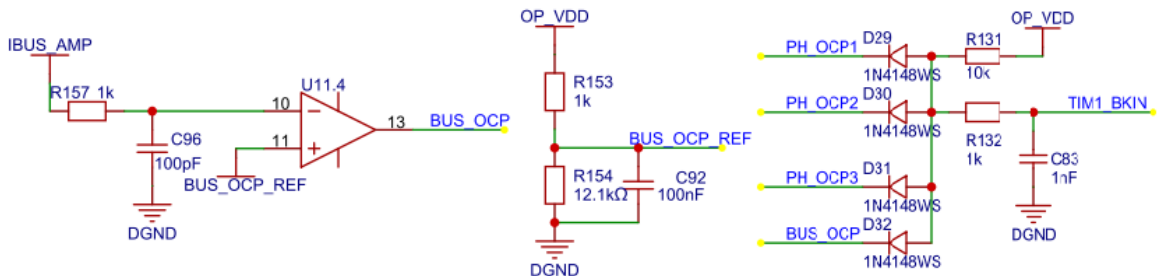 IBUS_AMP
R157 1k
C96
100pF
DGND
U11.4
10
11
13
BUS_OCP
BUS_OCP_REF
OP_VDD
R153
1k
BUS_OCP_REF
R154
12.1kΩ
C92
100nF
DGND
PH_OCP1
D29
1N4148WS
PH_OCP2
D30
1N4148WS
PH_OCP3
D31
1N4148WS
BUS_OCP
D32
1N4148WS
OP_VDD
R131
10k
R132
1k
TIM1_BKIN
C83
1nF
DGND